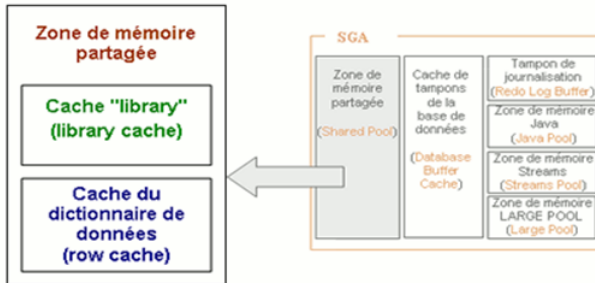 Zone de mémoire
partagée
Cache "library"
(library cache)
Cache du
dictionnaire de
données
(row cache)
SGA
Zone de
mémoire
partagée
(Shared Pool)
Cache de
tampons
de la
base de
données
(Database
Buffer
Cache)
Tampon de
journalisation
(Redo Log Buffer)
Zone de mémoire
Java
(Java Pool)
Zone de mémoire
Streams
(Streams Pool)
Zone de mémoire
LARGE POOL
(Large Pool)